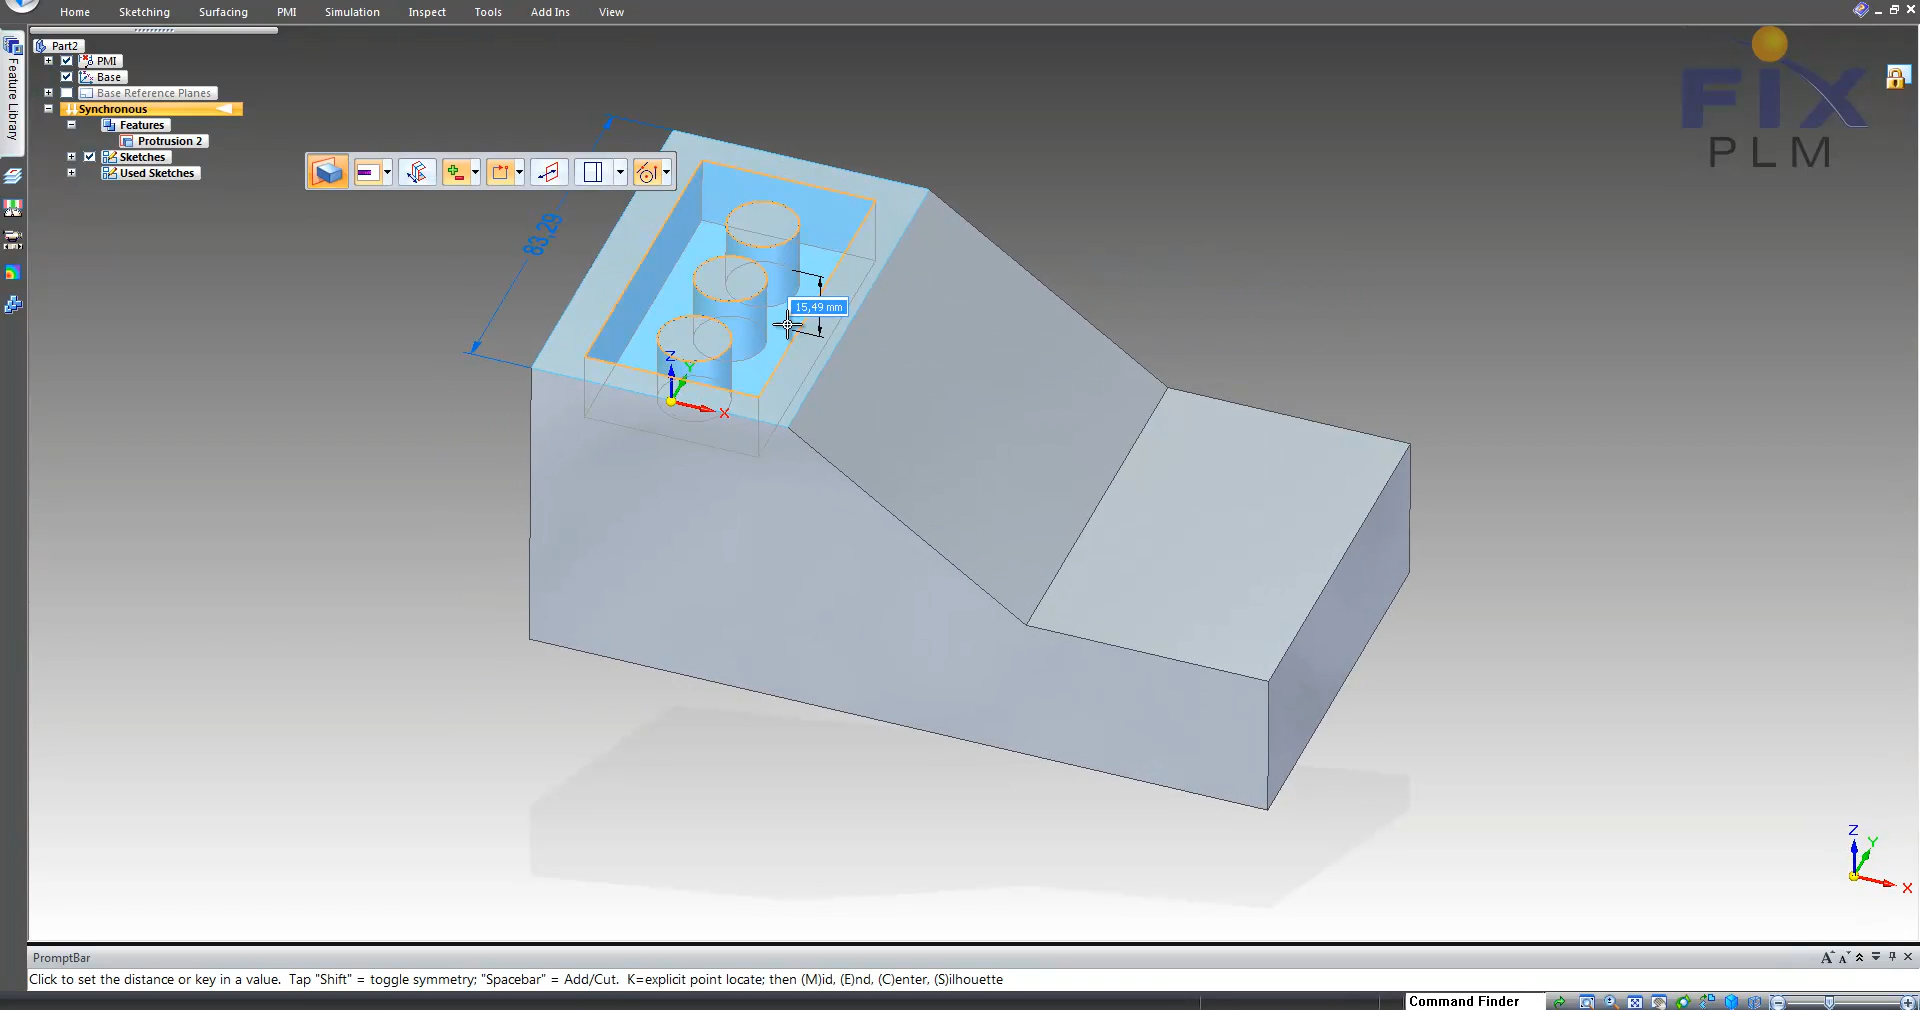 Home Sketching Surfacing PMI Simulation Inspect Tools Add Ins View
Feature Library
Part2
PMI
Base
Base Reference Planes
Synchronous
Features
Protrusion 2
Sketches
Used Sketches
FIX
PLM
83,29
15,49 mm
Z
Y
X
Z
Y
X
PromptBar
Click to set the distance or key in a value. Tap "Shift" = toggle symmetry; "Spacebar" = Add/Cut. K=explicit point locate; then (M)id, (E)nd, (C)enter, (S)ilhouette
Command Finder